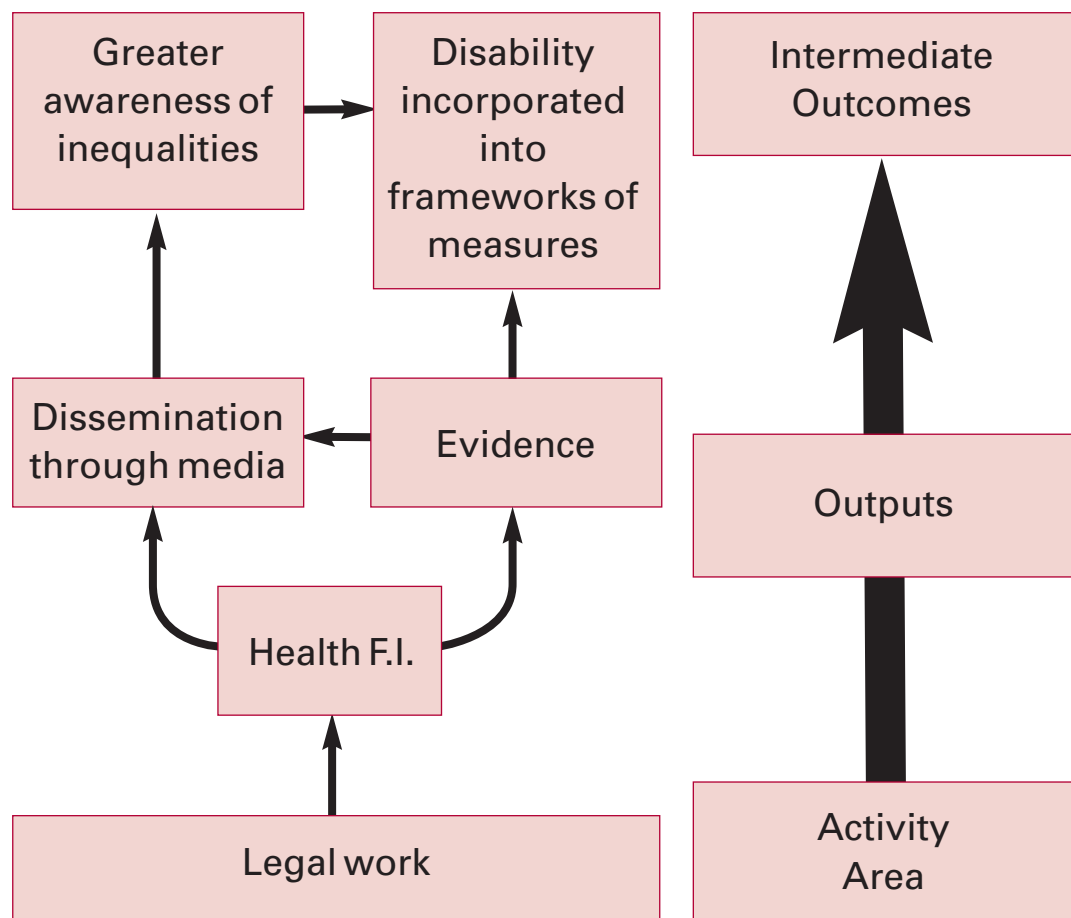 Greater
awareness of
inequalities
Disability
incorporated
into
frameworks of
measures
Intermediate
Outcomes
Dissemination
through media
Evidence
Outputs
Health F.I.
Legal work
Activity
Area